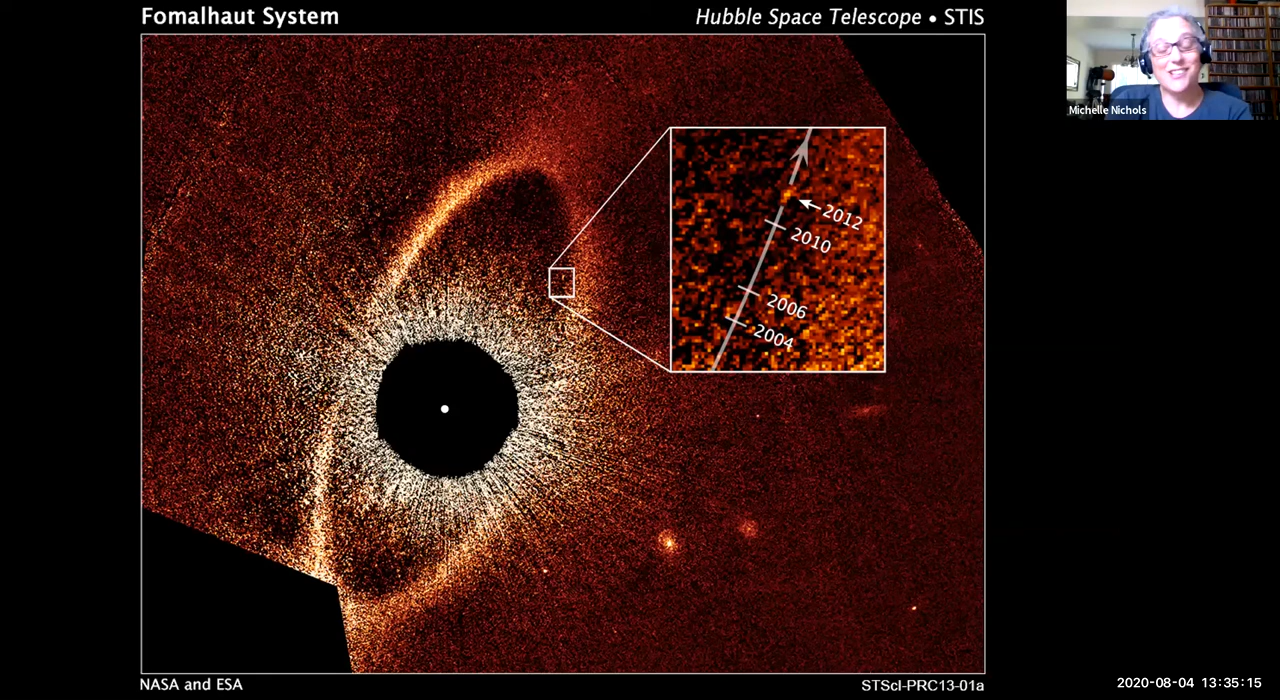 Fomalhaut System
Hubble Space Telescope • STIS
Michelle Nichols
2012
2010
2006
2004
NASA and ESA
STScI-PRC13-01a
2020-08-04 13:35:15